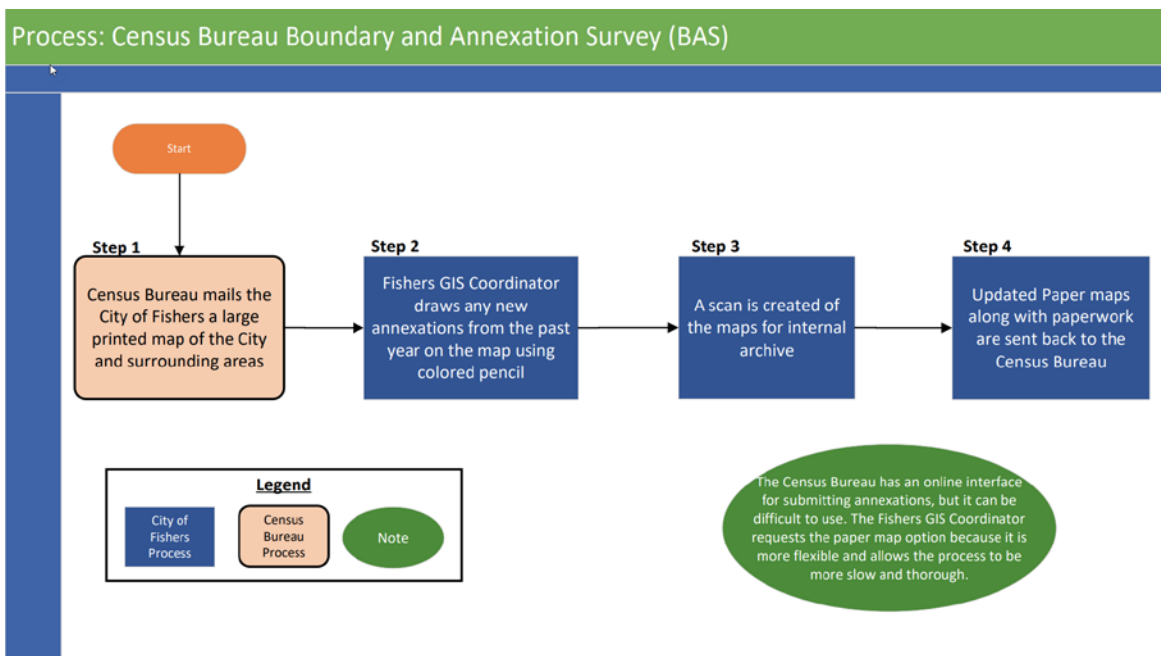 Process: Census Bureau Boundary and Annexation Survey (BAS)
Start
Step 1
Census Bureau mails the
City of Fishers a large
printed map of the City
and surrounding areas
Step 2
Fishers GIS Coordinator
draws any new
annexations from the past
year on the map using
colored pencil
Step 3
A scan is created of
the maps for internal
archive
Step 4
Updated Paper maps
along with paperwork
are sent back to the
Census Bureau
Legend
City of
Fishers
Process
Census
Bureau
Process
Note
The Census Bureau has an online interface
for submitting annexations, but it can be
difficult to use. The Fishers GIS Coordinator
requests the paper map option because it is
more flexible and allows the process to be
more slow and thorough.